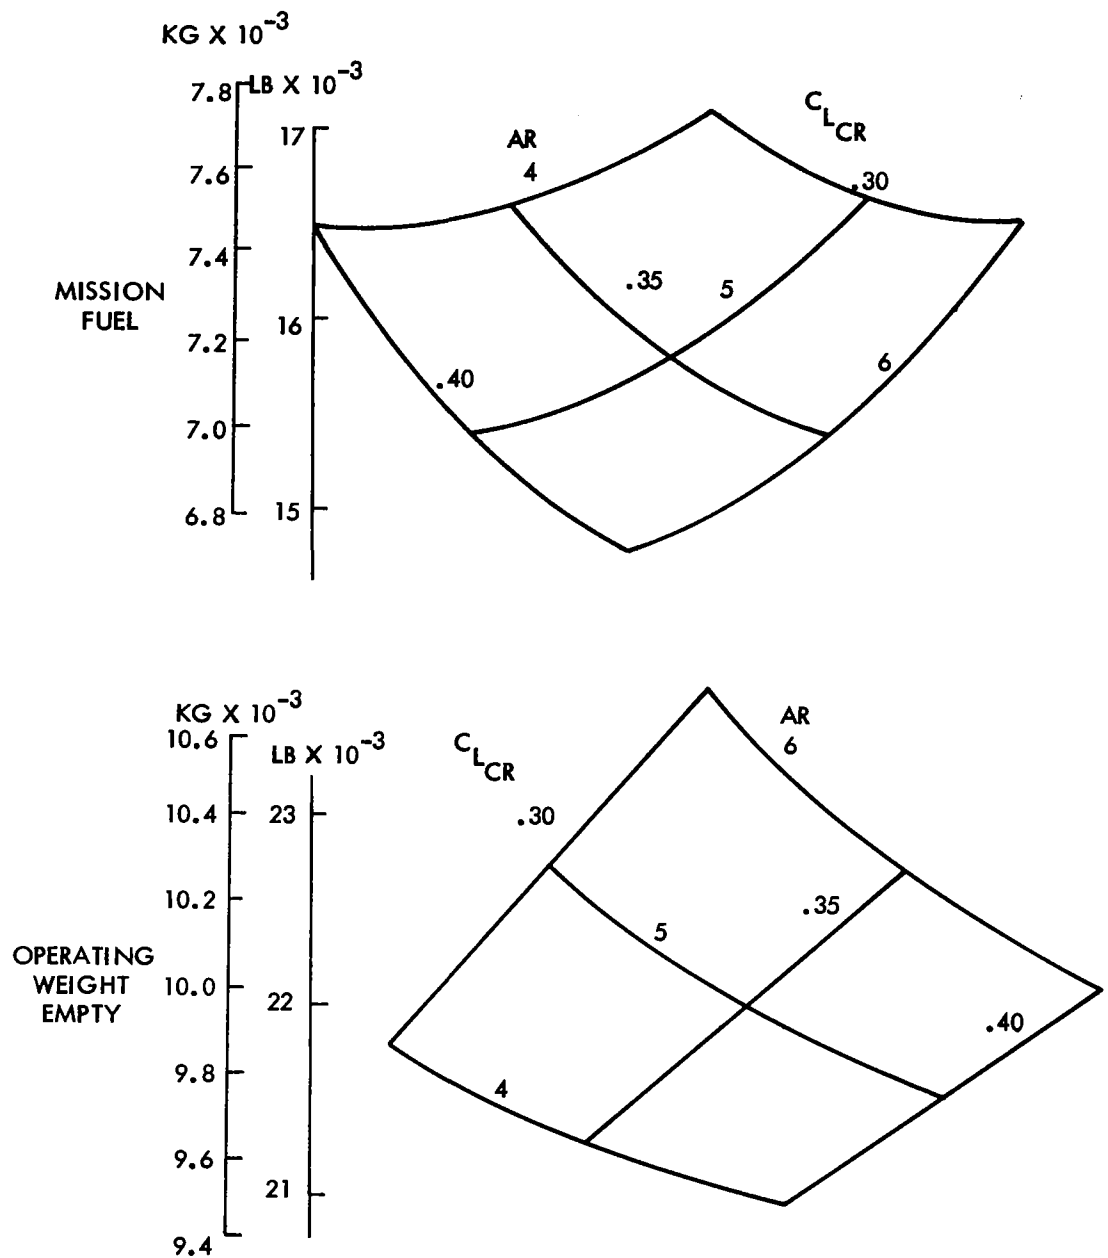 KG X 10⁻³
LB X 10⁻³
7.8
7.6
7.4
7.2
7.0
6.8
17
16
15
MISSION
FUEL
AR
4
C_L_CR
.30
.35
5
.40
6
KG X 10⁻³
LB X 10⁻³
10.6
10.4
10.2
10.0
9.8
9.6
9.4
23
22
21
OPERATING
WEIGHT
EMPTY
C_L_CR
.30
AR
6
.35
5
.40
4